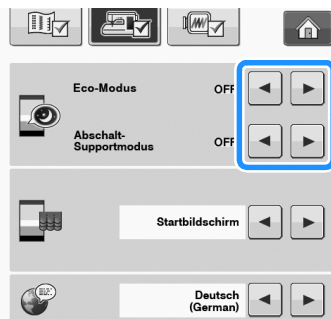 Eco-Modus OFF
Abschalt-
Supportmodus OFF
Startbildschirm
Deutsch
(German)